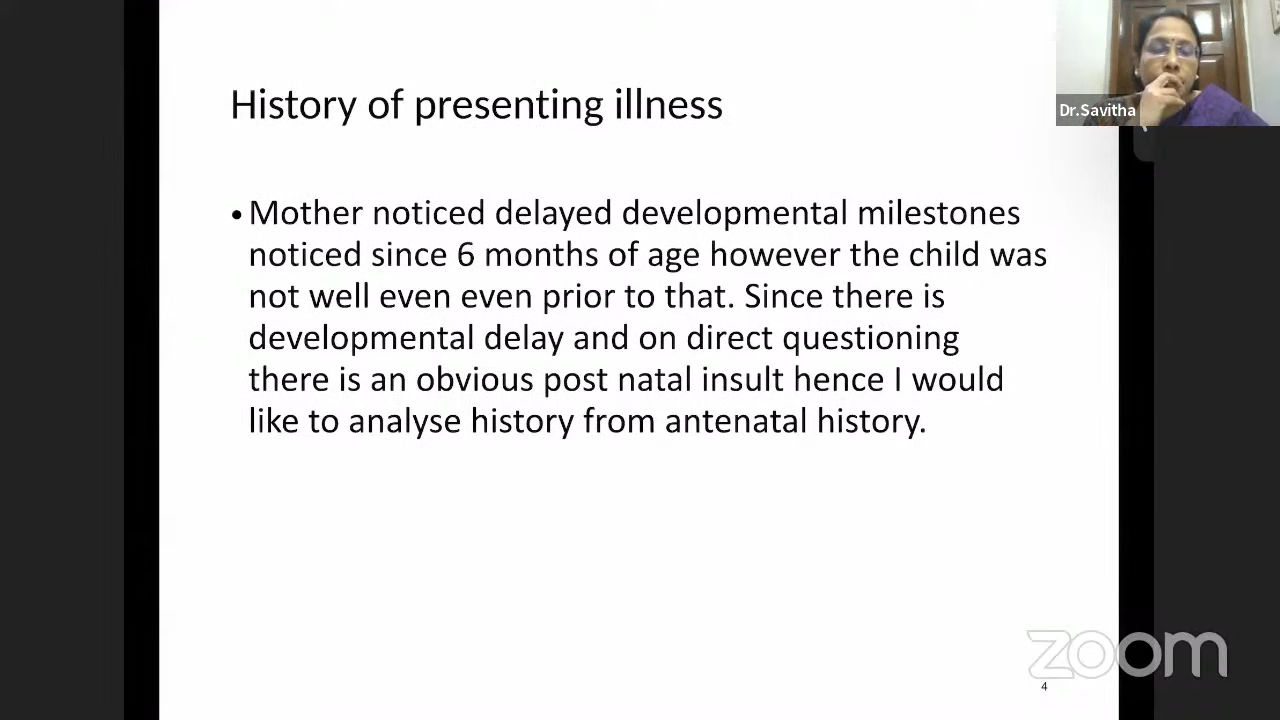 History of presenting illness
Dr.Savitha
• Mother noticed delayed developmental milestones
noticed since 6 months of age however the child was
not well even even prior to that. Since there is
developmental delay and on direct questioning
there is an obvious post natal insult hence I would
like to analyse history from antenatal history.
zoom
4